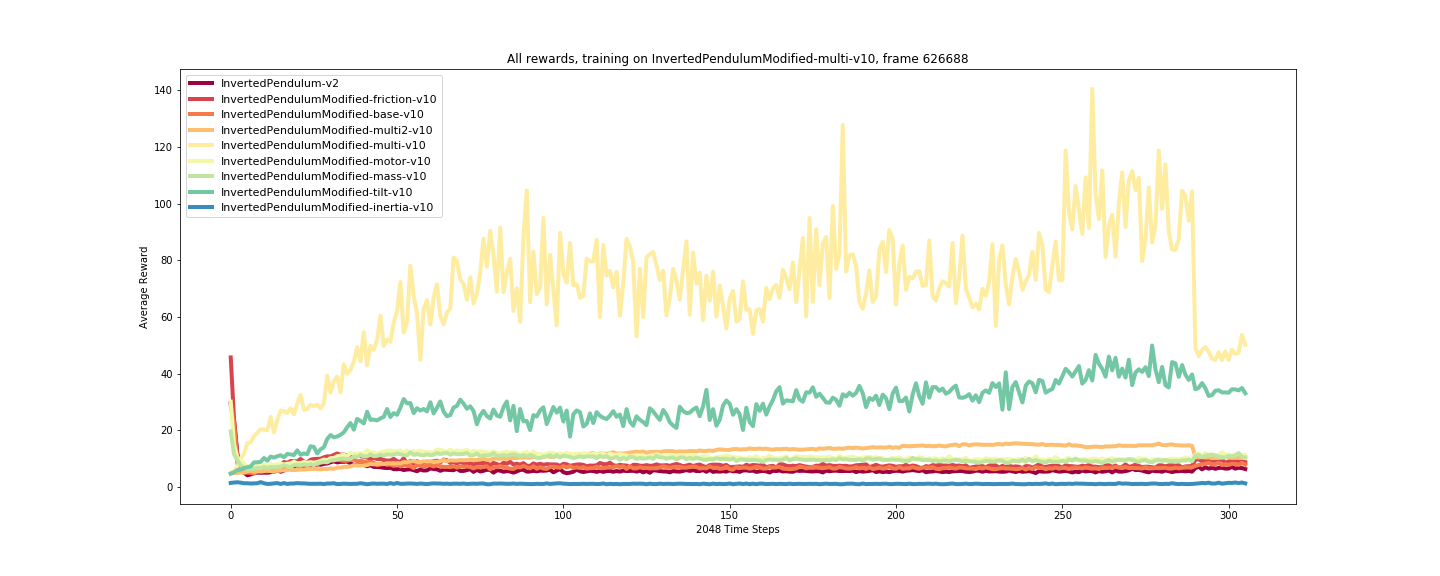 All rewards, training on InvertedPendulumModified-multi-v10, frame 626688
InvertedPendulum-v2
InvertedPendulumModified-friction-v10
InvertedPendulumModified-base-v10
InvertedPendulumModified-multi2-v10
InvertedPendulumModified-multi-v10
InvertedPendulumModified-motor-v10
InvertedPendulumModified-mass-v10
InvertedPendulumModified-tilt-v10
InvertedPendulumModified-inertia-v10
Average Reward
140
120
100
80
60
40
20
0
0 50 100 150 200 250 300
2048 Time Steps